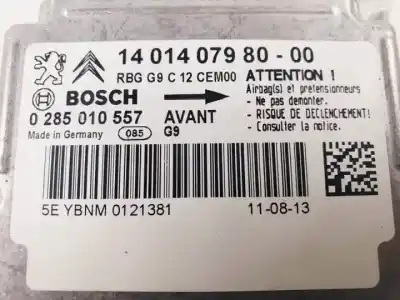 14 014 079 80 - 00
RBG G9 C 12 CEM00
ATTENTION !
Airbag(s) et prétensionneurs
- Ne pas demonter.
- RISQUE DE DECLENCHEMENT!
- Consulter la notice.
BOSCH
0 285 010 557
AVANT
Made in Germany
085
G9
5E YBNM 0121381
11-08-13